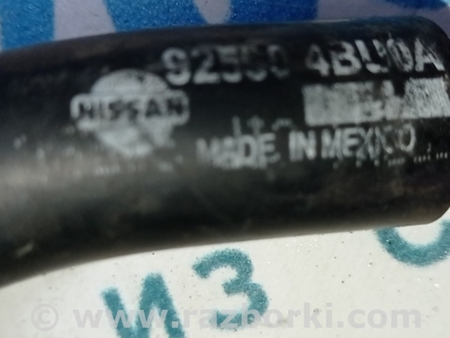 92550 4BU0A
NISSAN
MADE IN MEXICO
ИЗ
© www.razborki.com